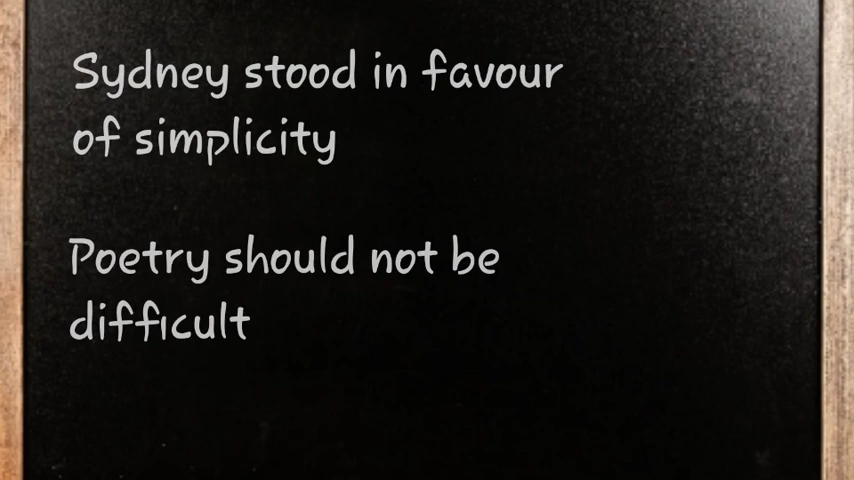 Sydney stood in favour
of simplicity
Poetry should not be
difficult